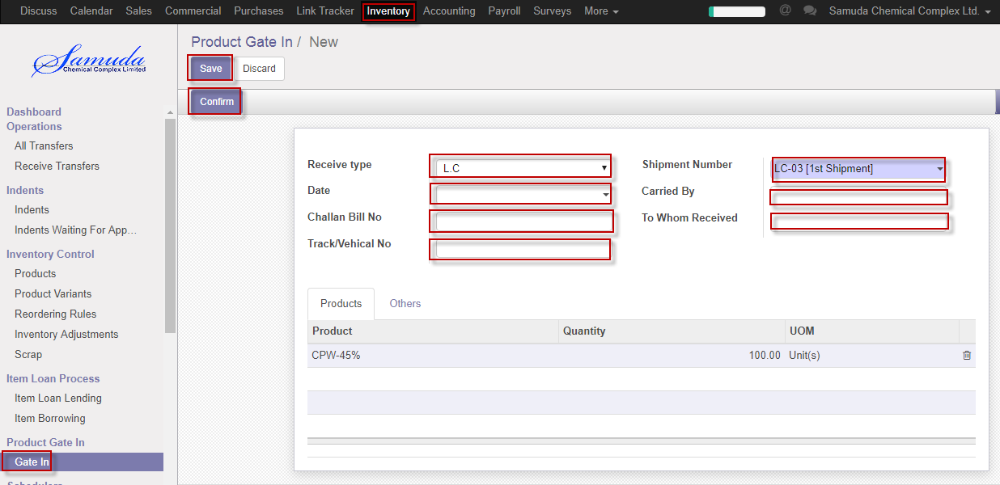 Discuss Calendar Sales Commercial Purchases Link Tracker Inventory Accounting Payroll Surveys More @ Samuda Chemical Complex Ltd.
Samuda
Chemical Complex Limited
Product Gate In / New
Save Discard
Confirm
Dashboard
Operations
All Transfers
Receive Transfers
Indents
Indents
Indents Waiting For App...
Inventory Control
Products
Product Variants
Reordering Rules
Inventory Adjustments
Scrap
Item Loan Process
Item Loan Lending
Item Borrowing
Product Gate In
Gate In
Schedulers
Receive type L.C Shipment Number LC-03 [1st Shipment]
Date Carried By
Challan Bill No To Whom Received
Track/Vehical No
Products Others
Product Quantity UOM
CPW-45% 100.00 Unit(s)